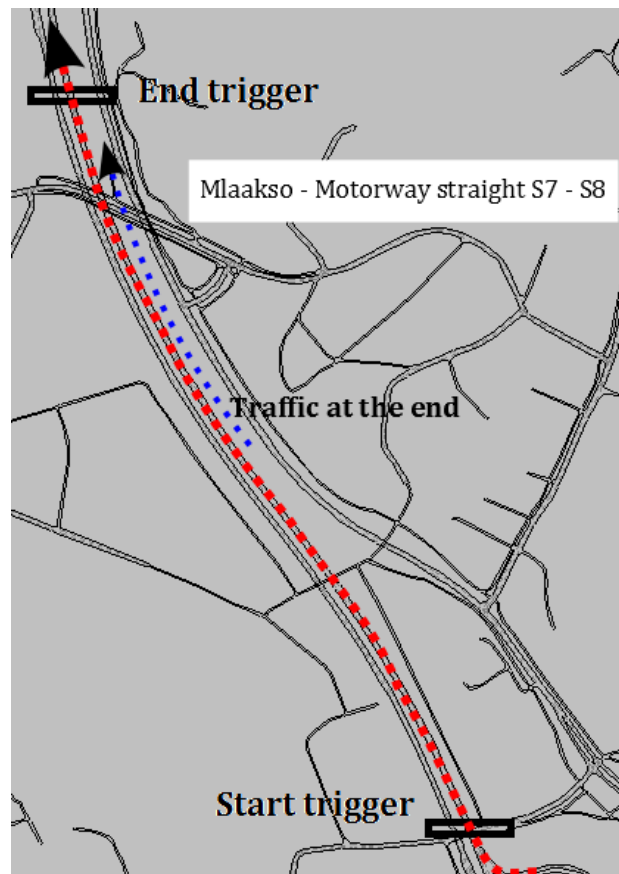 End trigger
Mlaakso - Motorway straight S7 - S8
Traffic at the end
Start trigger